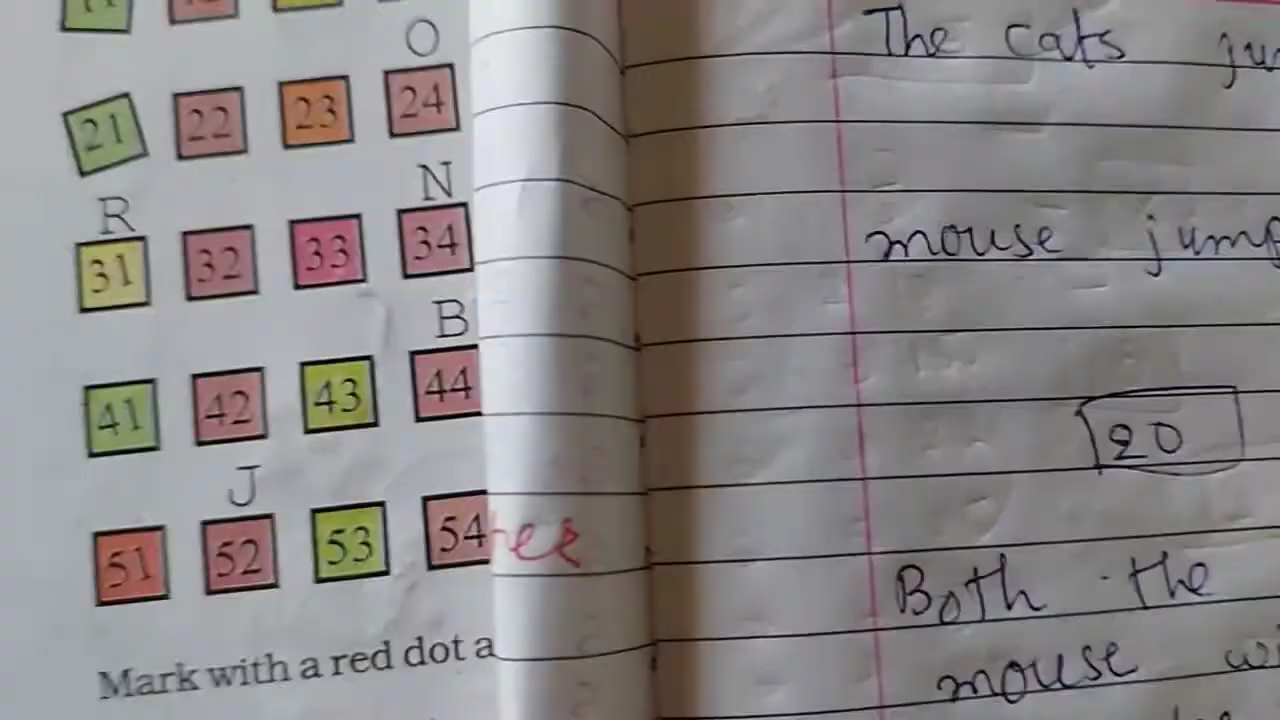 O
21 22 23 24
R N
31 32 33 34
B
41 42 43 44
J
51 52 53 54
Mark with a red dot a
The cats
mouse
20
Both the
mouse